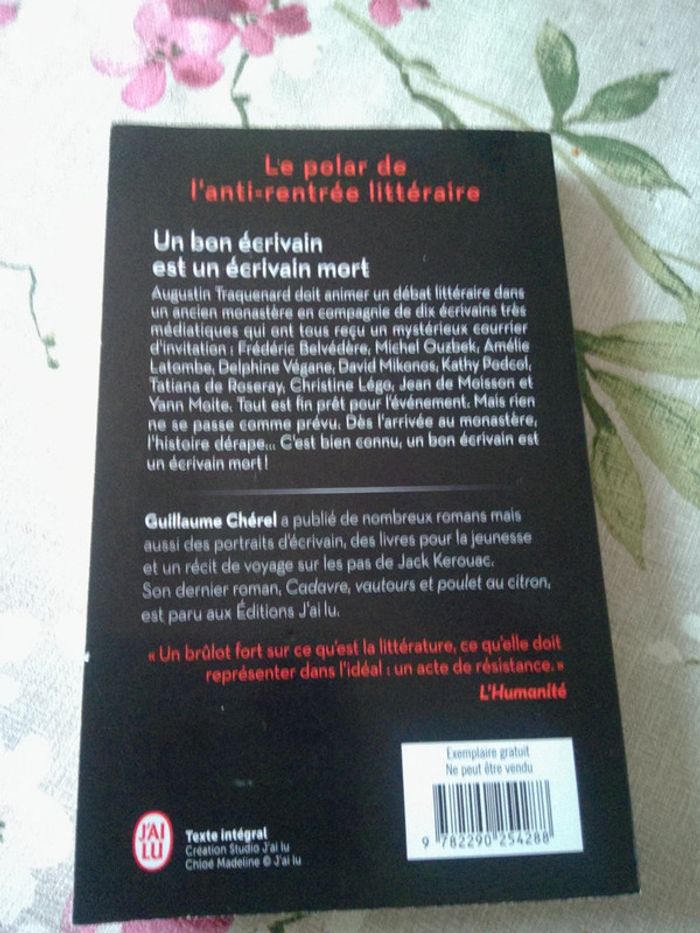 Le polar de
l'anti-rentrée littéraire
Un bon écrivain
est un écrivain mort
Augustin Traquenard doit animer un débat littéraire dans
un ancien monastère en compagnie de dix écrivains très
médiatiques qui ont tous reçu un mystérieux courrier
d'invitation : Frédéric Belvédère, Michel Ouzbek, Amélie
Latombe, Delphine Végane, David Mikonos, Kathy Podcol,
Tatiana de Roseray, Christine Légo, Jean de Moisson et
Yann Moite. Tout est fin prêt pour l'événement. Mais rien
ne se passe comme prévu. Dès l'arrivée au monastère,
l'histoire dérape... C'est bien connu, un bon écrivain est
un écrivain mort !
Guillaume Chérel a publié de nombreux romans mais
aussi des portraits d'écrivain, des livres pour la jeunesse
et un récit de voyage sur les pas de Jack Kerouac.
Son dernier roman, Cadavre, vautours et poulet au citron,
est paru aux Éditions J'ai lu.
« Un brûlot fort sur ce qu'est la littérature, ce qu'elle doit
représenter dans l'idéal : un acte de résistance. »
L'Humanité
Exemplaire gratuit
Ne peut être vendu
9 782290 254288
J'AI
LU
Texte intégral
Création Studio J'ai lu
Chloé Madeline © J'ai lu